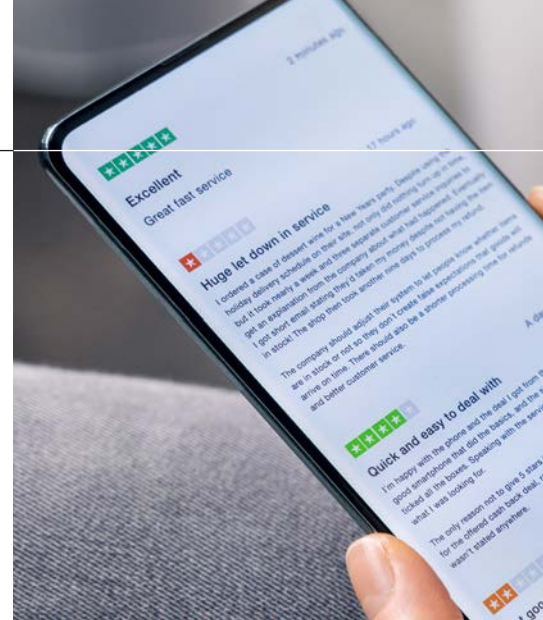 2 minutes ago
Excellent
Great fast service
17 hours ago
Huge let down in service
I ordered a case of dessert wine for a New Years party. Despite using the
holiday delivery schedule on their site, not only did nothing turn up in time,
but it took nearly a week and three separate customer service inquiries to
get an explanation from the company about what had happened. Eventually
I got short email stating they'd taken my money despite not having the item
in stock! The shop then took another nine days to process my refund.
The company should adjust their system to let people know whether items
are in stock or not so they don't create false expectations that goods will
arrive on time. There should also be a shorter processing time for refunds
and better customer service.
A da
Quick and easy to deal with
I'm happy with the phone and the deal I got from th
good smartphone that did the basics, and the
ticked all the boxes. Speaking with the servic
what I was looking for.
The only reason not to give 5 stars
for the offered cash back deal,
wasn't stated anywhere.
t goo